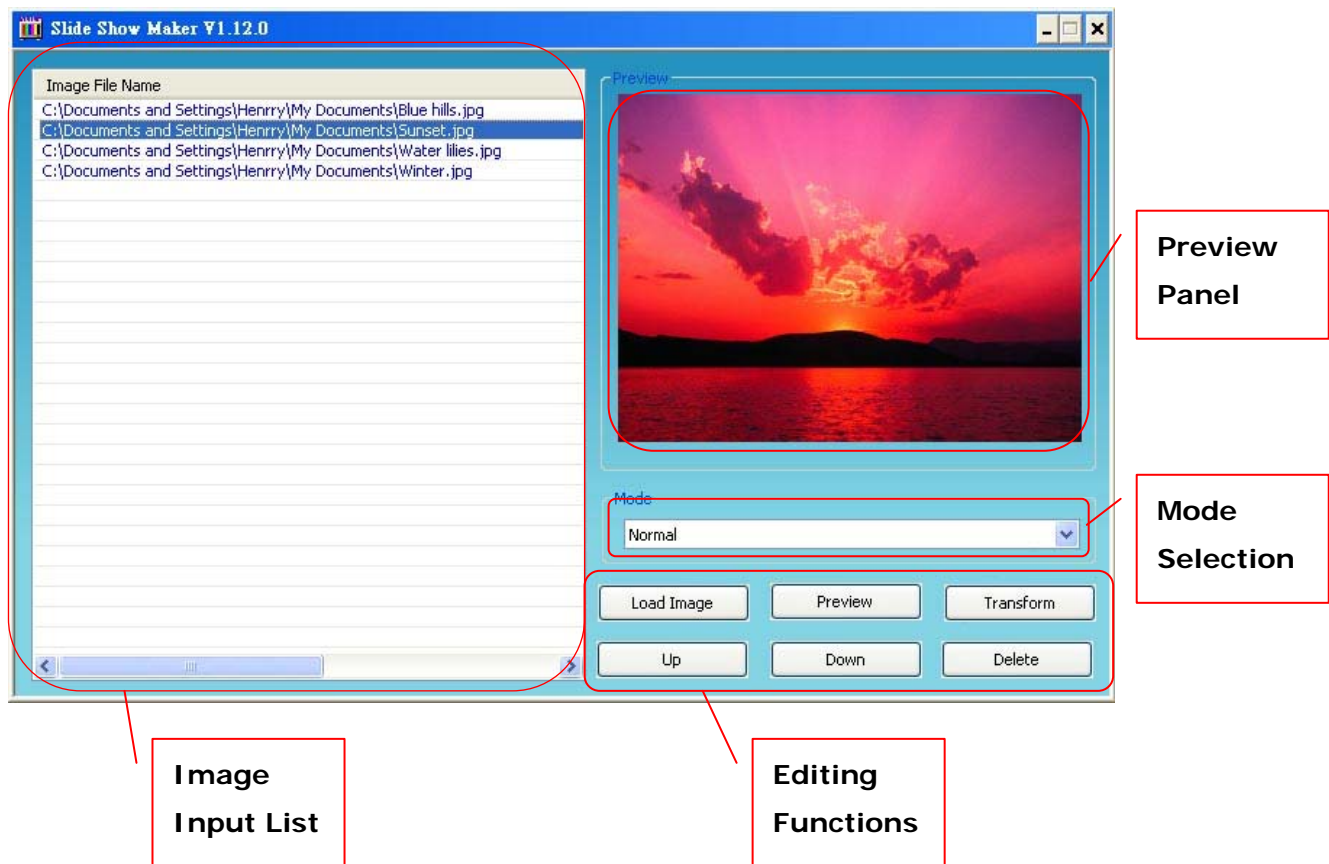 Slide Show Maker V1.12.0
Image File Name
C:\Documents and Settings\Henrry\My Documents\Blue hills.jpg
C:\Documents and Settings\Henrry\My Documents\Sunset.jpg
C:\Documents and Settings\Henrry\My Documents\Water lilies.jpg
C:\Documents and Settings\Henrry\My Documents\Winter.jpg
Preview
Preview
Panel
Mode
Normal
Mode
Selection
Load Image
Preview
Transform
Up
Down
Delete
Image
Input List
Editing
Functions